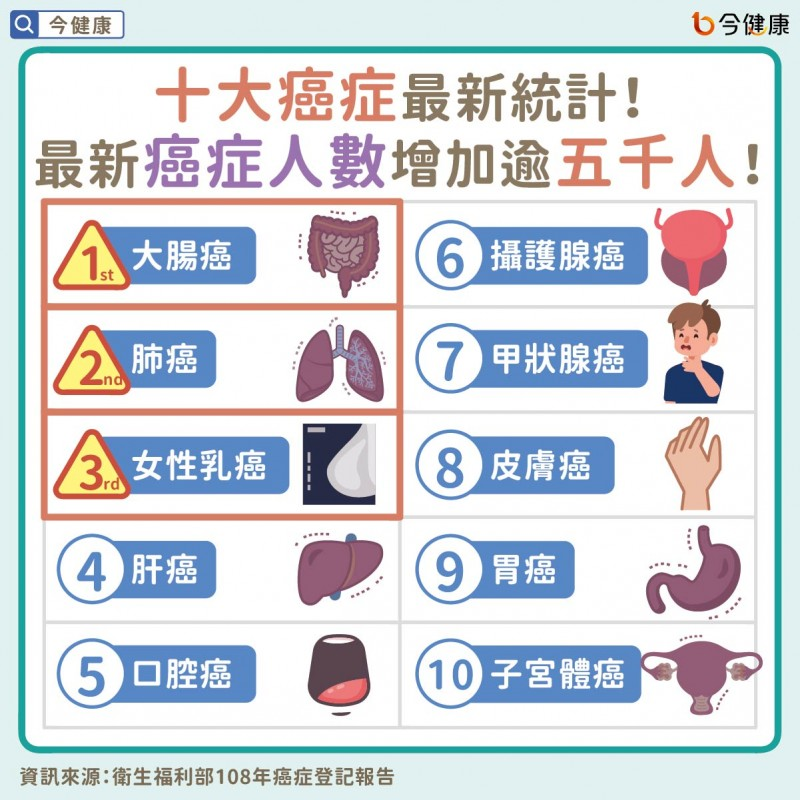 今健康
今健康
十大癌症最新統計！
最新癌症人數增加逾五千人！
1st 大腸癌
2nd 肺癌
3rd 女性乳癌
4 肝癌
5 口腔癌
6 攝護腺癌
7 甲狀腺癌
8 皮膚癌
9 胃癌
10 子宮體癌
資訊來源：衛生福利部108年癌症登記報告